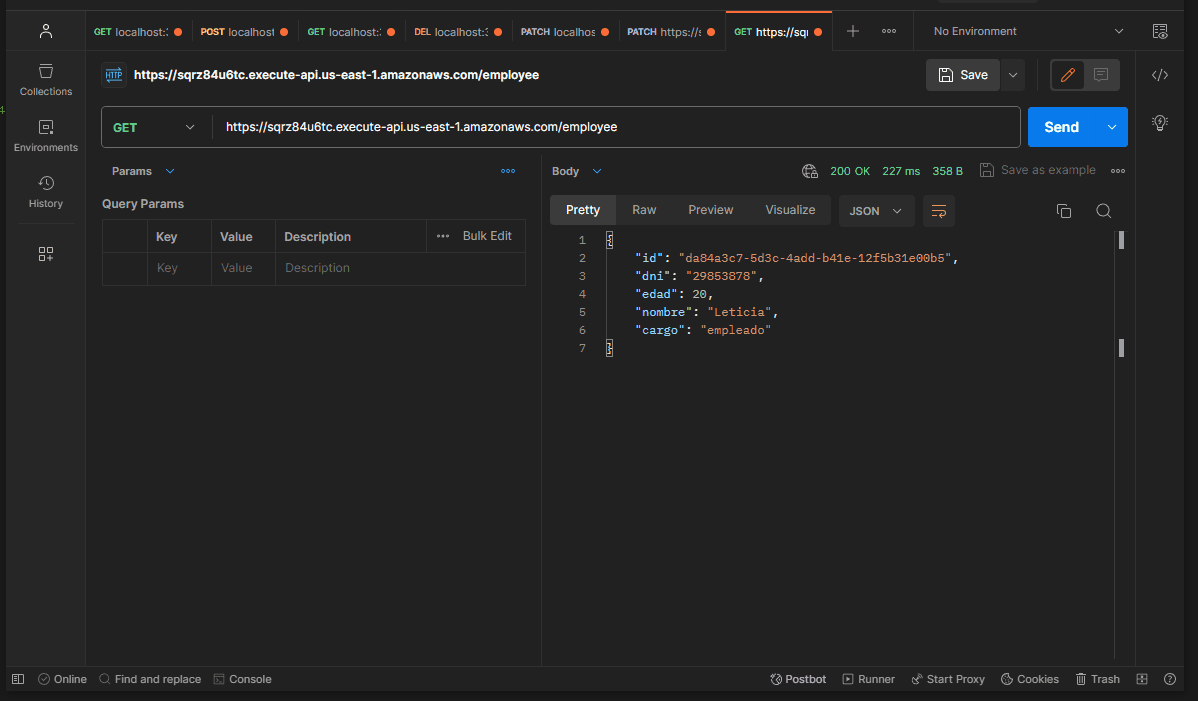 GET localhost:
POST localhost
GET localhost:
DEL localhost:
PATCH localhos
PATCH https://s
GET https://sqr
No Environment
Collections
Environments
History
HTTP https://sqrz84u6tc.execute-api.us-east-1.amazonaws.com/employee
Save
GET https://sqrz84u6tc.execute-api.us-east-1.amazonaws.com/employee
Send
Params
Query Params
Key Value Description Bulk Edit
Key Value Description
Body 200 OK 227 ms 358 B Save as example
Pretty Raw Preview Visualize JSON
1 {
2 "id": "da84a3c7-5d3c-4add-b41e-12f5b31e00b5",
3 "dni": "29853878",
4 "edad": 20,
5 "nombre": "Leticia",
6 "cargo": "empleado"
7 }
Online Find and replace Console Postbot Runner Start Proxy Cookies Trash